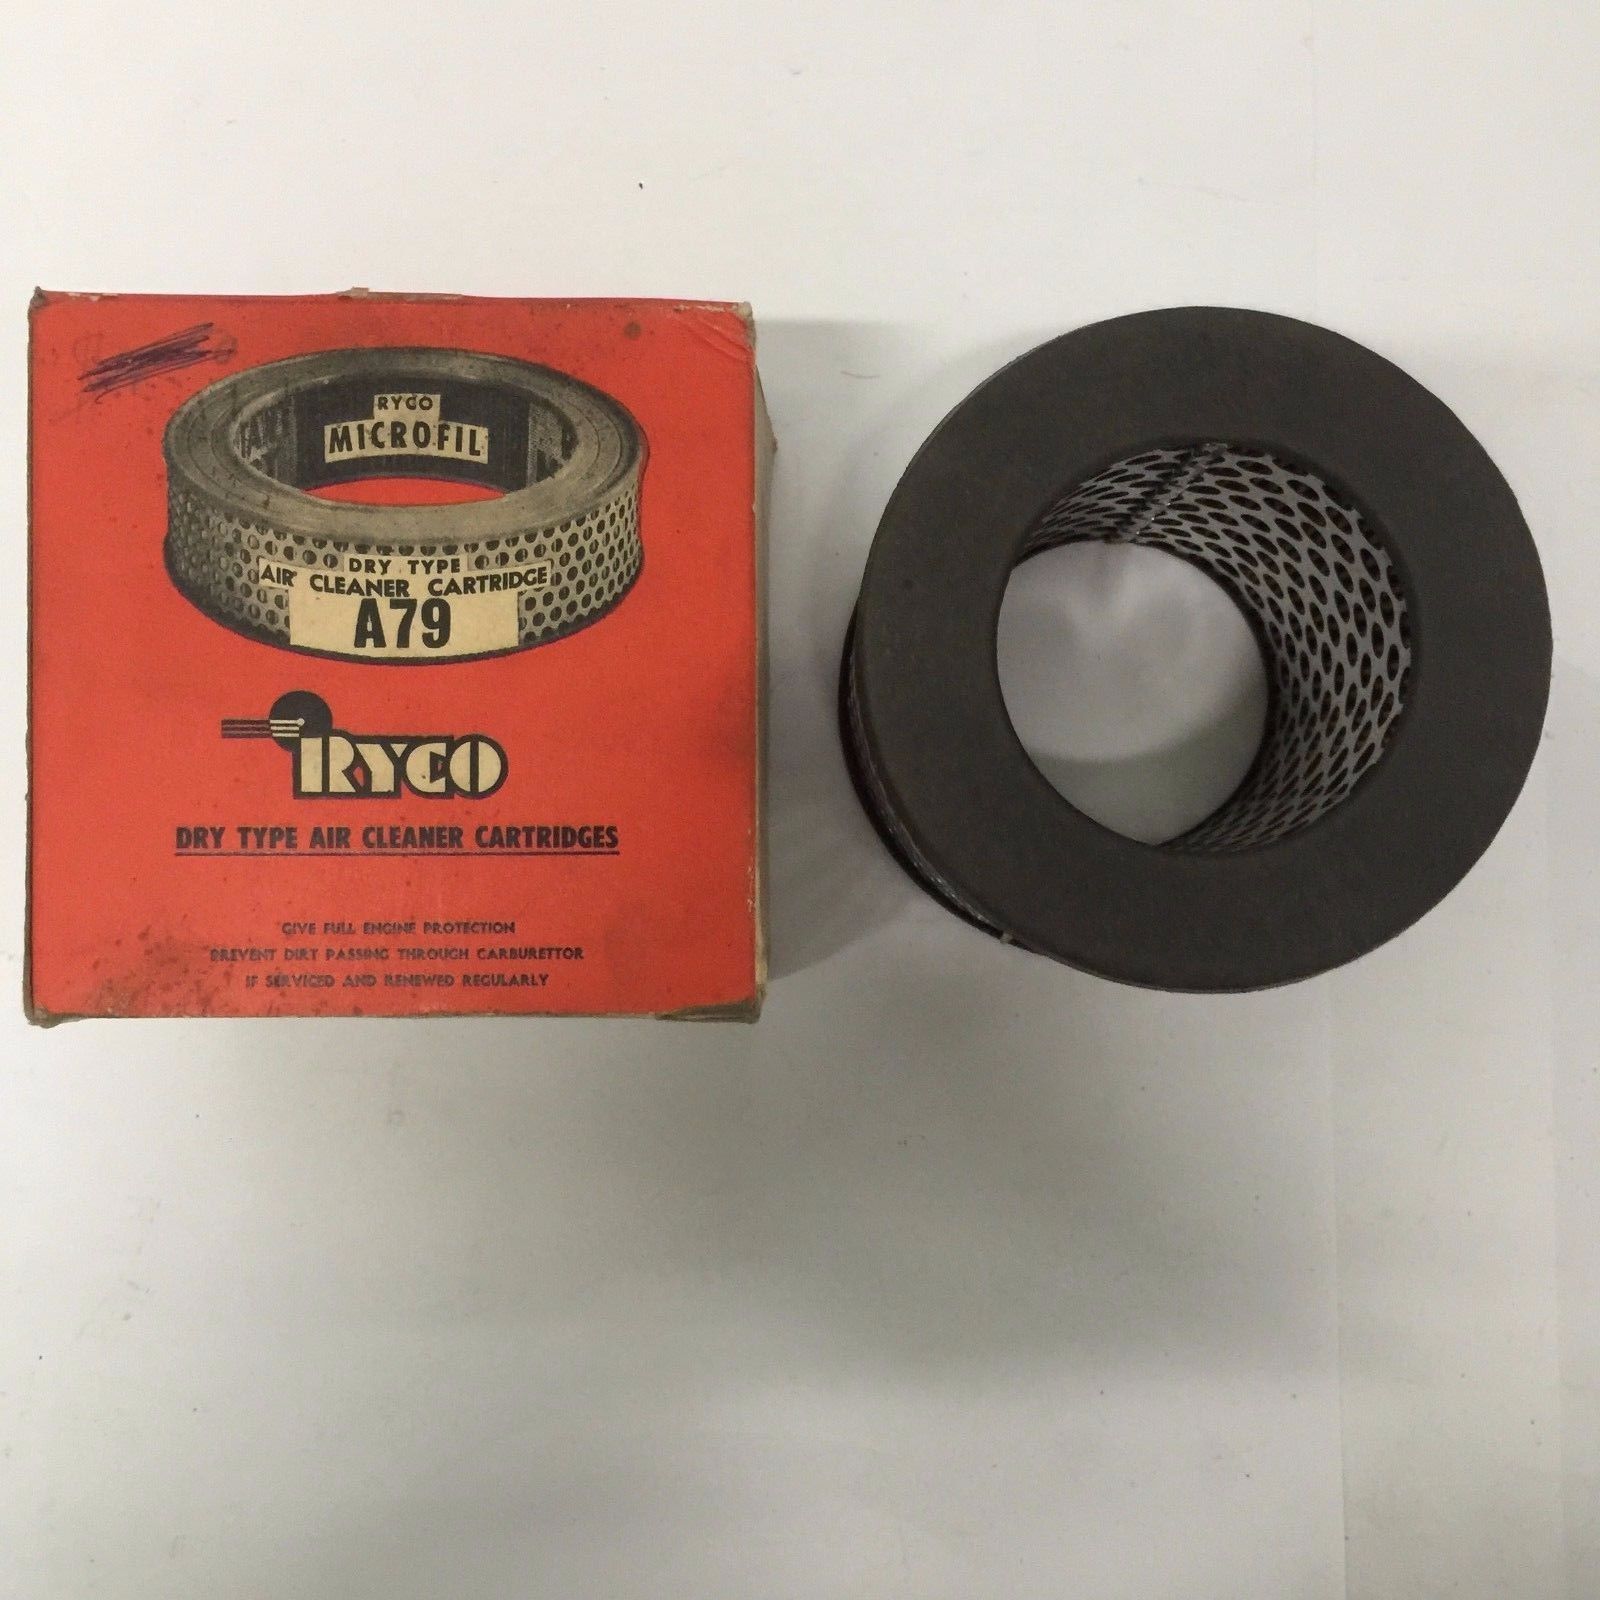 RYCO
MICROFIL
DRY TYPE
AIR CLEANER CARTRIDGE
A79
RYCO
DRY TYPE AIR CLEANER CARTRIDGES
GIVE FULL ENGINE PROTECTION
PREVENT DIRT PASSING THROUGH CARBURETTOR
IF SERVICED AND RENEWED REGULARLY